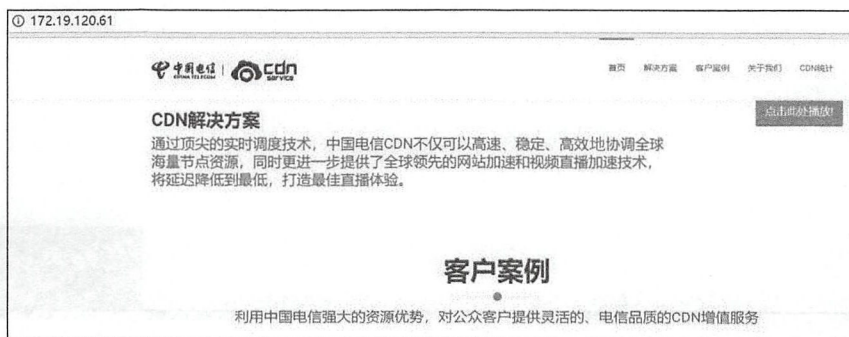 172.19.120.61
中国电信
CHINA TELECOM
cdn
service
首页 解决方案 客户案例 关于我们 CDN统计
点击此处播放!
CDN解决方案
通过顶尖的实时调度技术，中国电信CDN不仅可以高速、稳定、高效地协调全球
海量节点资源，同时更进一步提供了全球领先的网站加速和视频直播加速技术，
将延迟降低到最低，打造最佳直播体验。
客户案例
利用中国电信强大的资源优势，对公众客户提供灵活的、电信品质的CDN增值服务